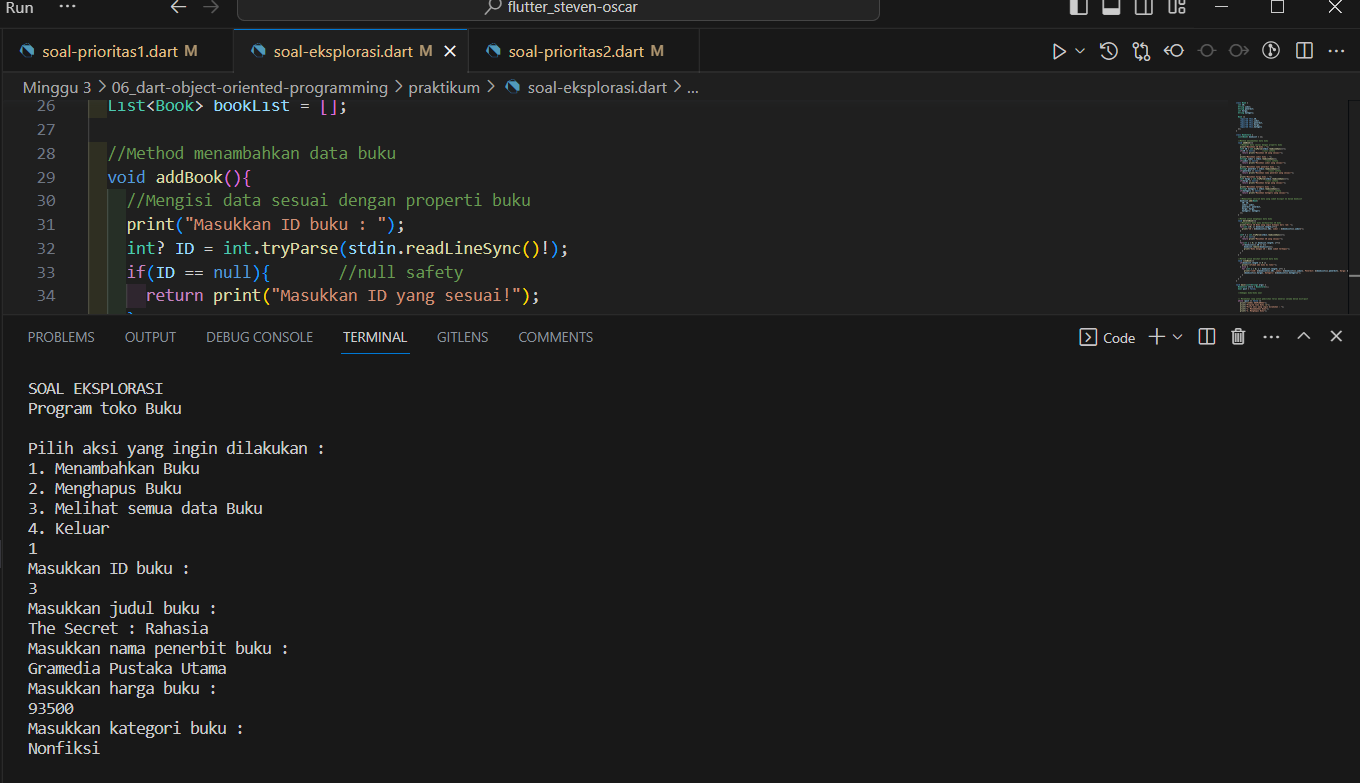 Run ···
flutter_steven-oscar
soal-prioritas1.dart M
soal-eksplorasi.dart M
soal-prioritas2.dart M
Minggu 3 > 06_dart-object-oriented-programming > praktikum > soal-eksplorasi.dart > ...
26 List<Book> bookList = [];
27
28 //Method menambahkan data buku
29 void addBook(){
30 //Mengisi data sesuai dengan properti buku
31 print("Masukkan ID buku : ");
32 int? ID = int.tryParse(stdin.readLineSync()!);
33 if(ID == null){ //null safety
34 return print("Masukkan ID yang sesuai!");
PROBLEMS OUTPUT DEBUG CONSOLE TERMINAL GITLENS COMMENTS
Code
SOAL EKSPLORASI
Program toko Buku
Pilih aksi yang ingin dilakukan :
1. Menambahkan Buku
2. Menghapus Buku
3. Melihat semua data Buku
4. Keluar
1
Masukkan ID buku :
3
Masukkan judul buku :
The Secret : Rahasia
Masukkan nama penerbit buku :
Gramedia Pustaka Utama
Masukkan harga buku :
93500
Masukkan kategori buku :
Nonfiksi